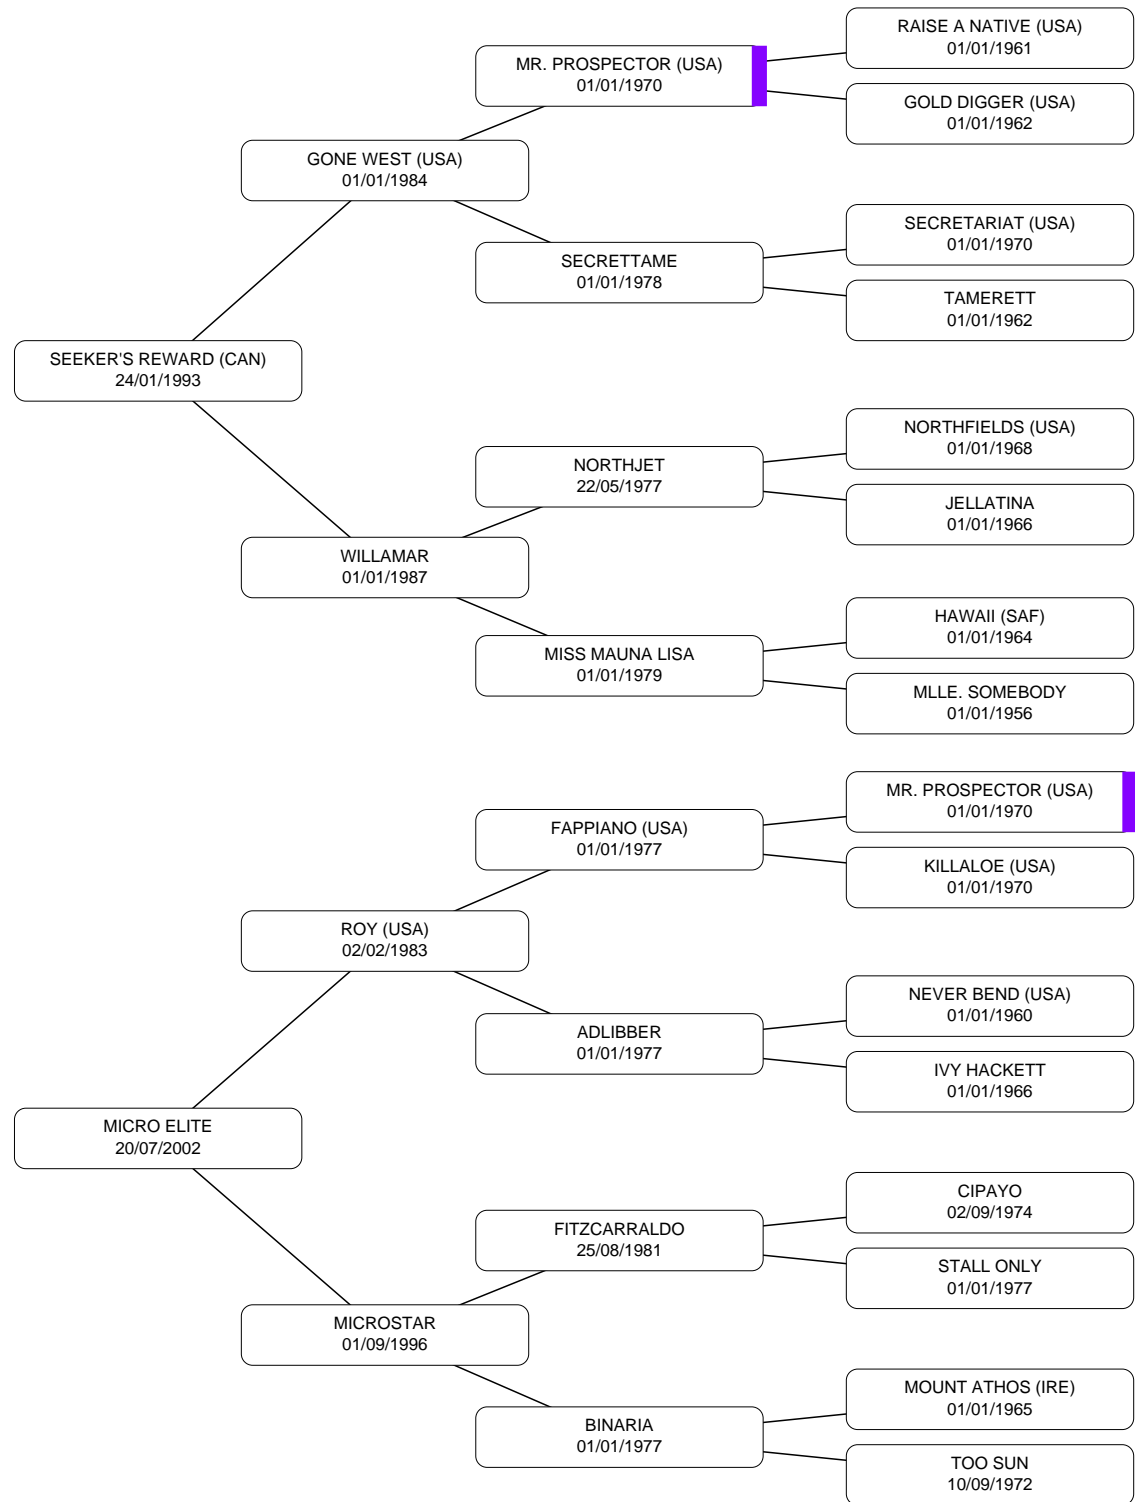 RAISE A NATIVE (USA)
01/01/1961
MR. PROSPECTOR (USA)
01/01/1970
GOLD DIGGER (USA)
01/01/1962
GONE WEST (USA)
01/01/1984
SECRETARIAT (USA)
01/01/1970
SECRETTAME
01/01/1978
TAMERETT
01/01/1962
SEEKER'S REWARD (CAN)
24/01/1993
NORTHFIELDS (USA)
01/01/1968
NORTHJET
22/05/1977
JELLATINA
01/01/1966
WILLAMAR
01/01/1987
HAWAII (SAF)
01/01/1964
MISS MAUNA LISA
01/01/1979
MLLE. SOMEBODY
01/01/1956
MR. PROSPECTOR (USA)
01/01/1970
FAPPIANO (USA)
01/01/1977
KILLALOE (USA)
01/01/1970
ROY (USA)
02/02/1983
NEVER BEND (USA)
01/01/1960
ADLIBBER
01/01/1977
IVY HACKETT
01/01/1966
MICRO ELITE
20/07/2002
CIPAYO
02/09/1974
FITZCARRALDO
25/08/1981
STALL ONLY
01/01/1977
MICROSTAR
01/09/1996
MOUNT ATHOS (IRE)
01/01/1965
BINARIA
01/01/1977
TOO SUN
10/09/1972